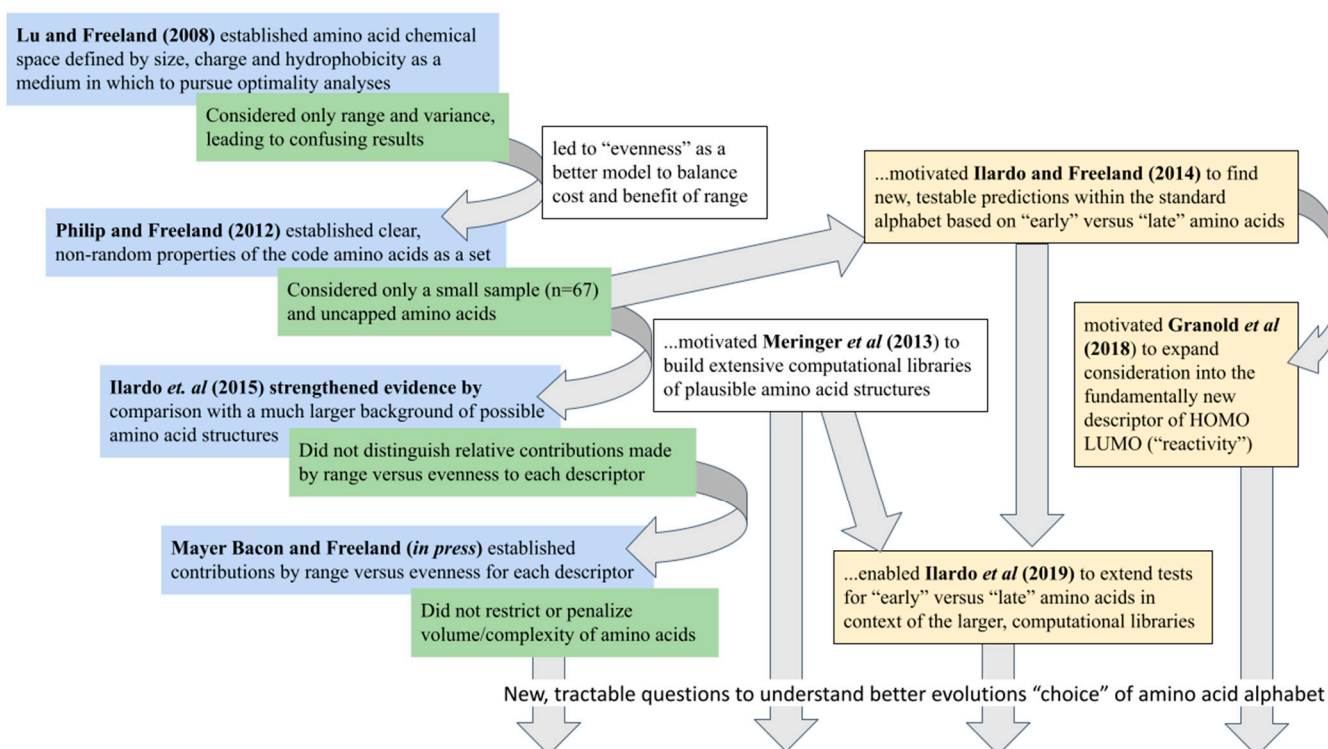 Lu and Freeland (2008) established amino acid chemical
space defined by size, charge and hydrophobicity as a
medium in which to pursue optimality analyses
Considered only range and variance,
leading to confusing results
led to “evenness” as a
better model to balance
cost and benefit of range
...motivated Ilardo and Freeland (2014) to find
new, testable predictions within the standard
alphabet based on “early” versus “late” amino acids
Philip and Freeland (2012) established clear,
non-random properties of the code amino acids as a set
Considered only a small sample (n=67)
and uncapped amino acids
...motivated Meringer et al (2013) to
build extensive computational libraries
of plausible amino acid structures
motivated Granold et al
(2018) to expand
consideration into the
fundamentally new
descriptor of HOMO
LUMO (“reactivity”)
Ilardo et. al (2015) strengthened evidence by
comparison with a much larger background of possible
amino acid structures
Did not distinguish relative contributions made
by range versus evenness to each descriptor
Mayer Bacon and Freeland (in press) established
contributions by range versus evenness for each descriptor
...enabled Ilardo et al (2019) to extend tests
for “early” versus “late” amino acids in
context of the larger, computational libraries
Did not restrict or penalize
volume/complexity of amino acids
New, tractable questions to understand better evolutions “choice” of amino acid alphabet